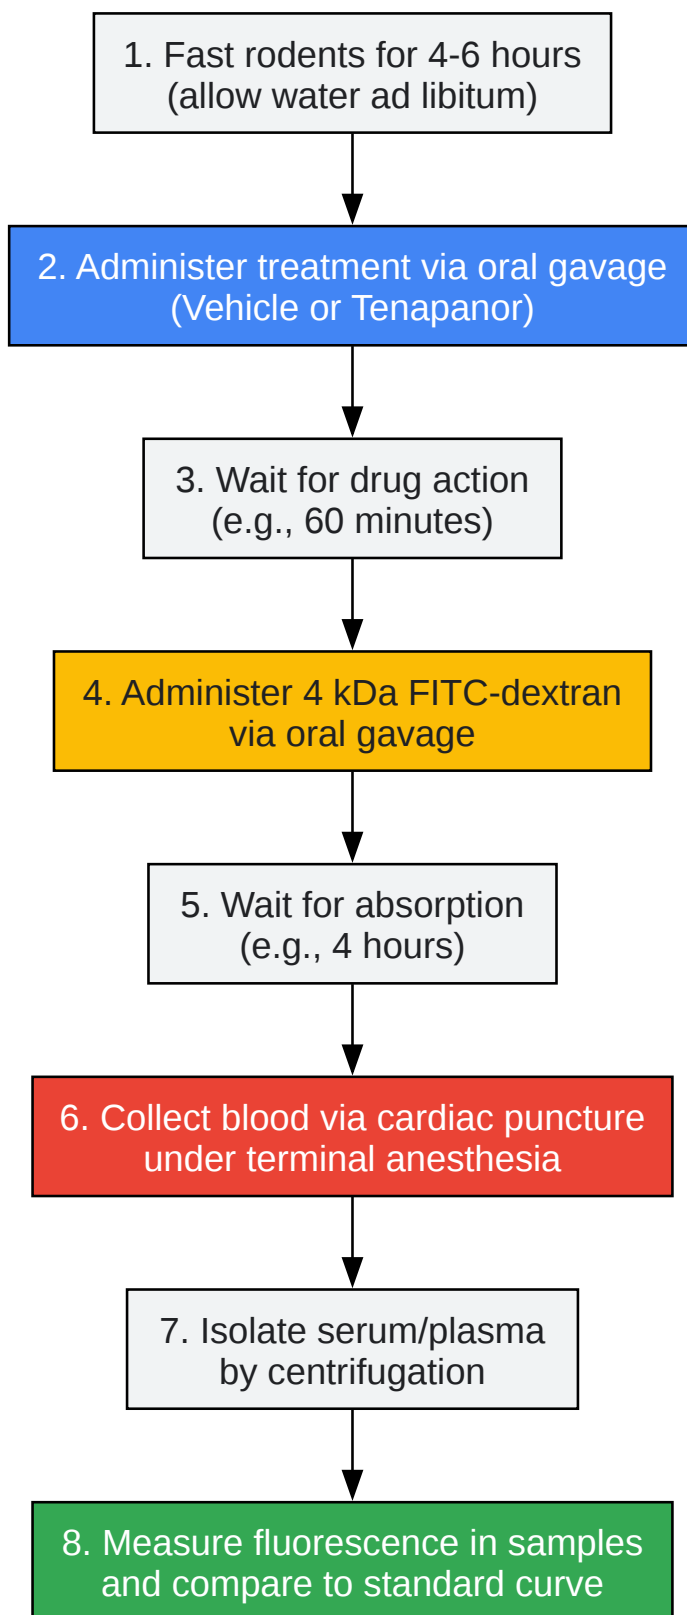 1. Fast rodents for 4-6 hours
(allow water ad libitum)
2. Administer treatment via oral gavage
(Vehicle or Tenapanor)
3. Wait for drug action
(e.g., 60 minutes)
4. Administer 4 kDa FITC-dextran
via oral gavage
5. Wait for absorption
(e.g., 4 hours)
6. Collect blood via cardiac puncture
under terminal anesthesia
7. Isolate serum/plasma
by centrifugation
8. Measure fluorescence in samples
and compare to standard curve